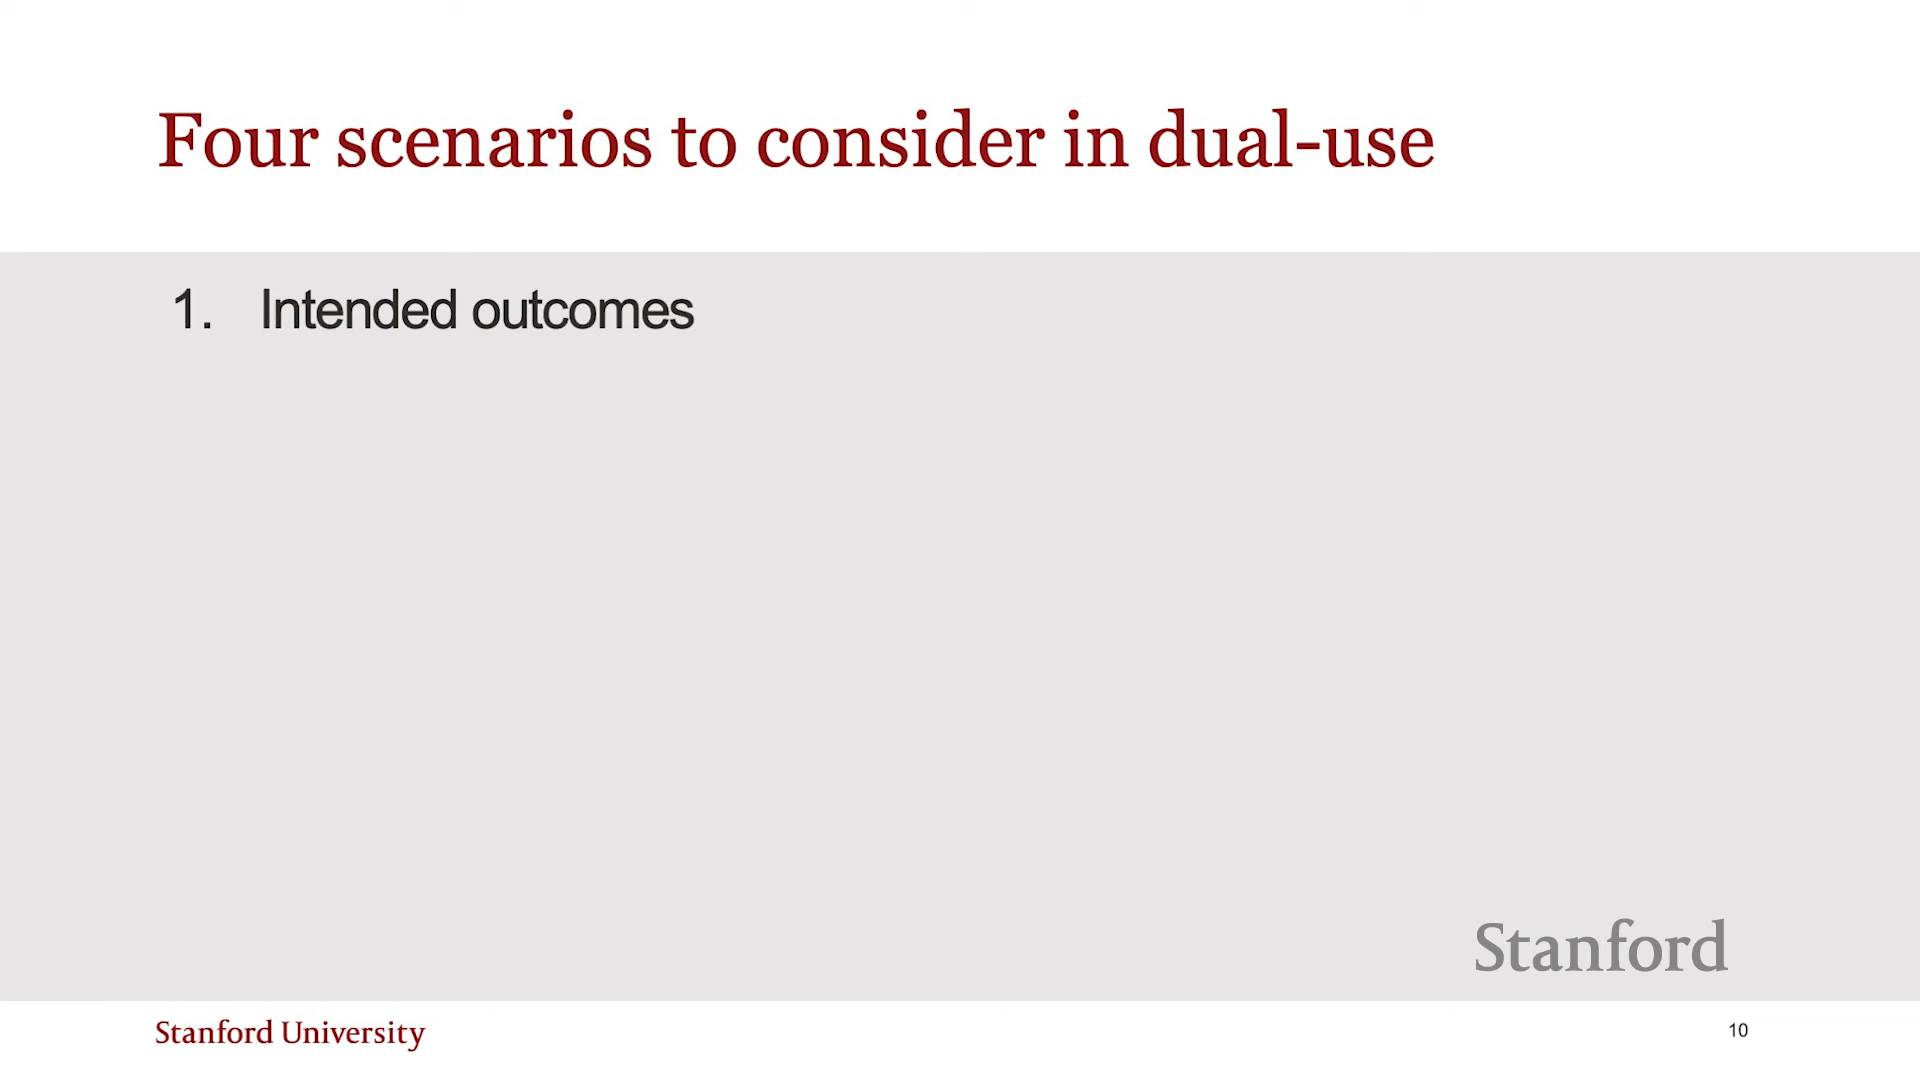 Four scenarios to consider in dual-use
1. Intended outcomes
Stanford
Stanford University
10